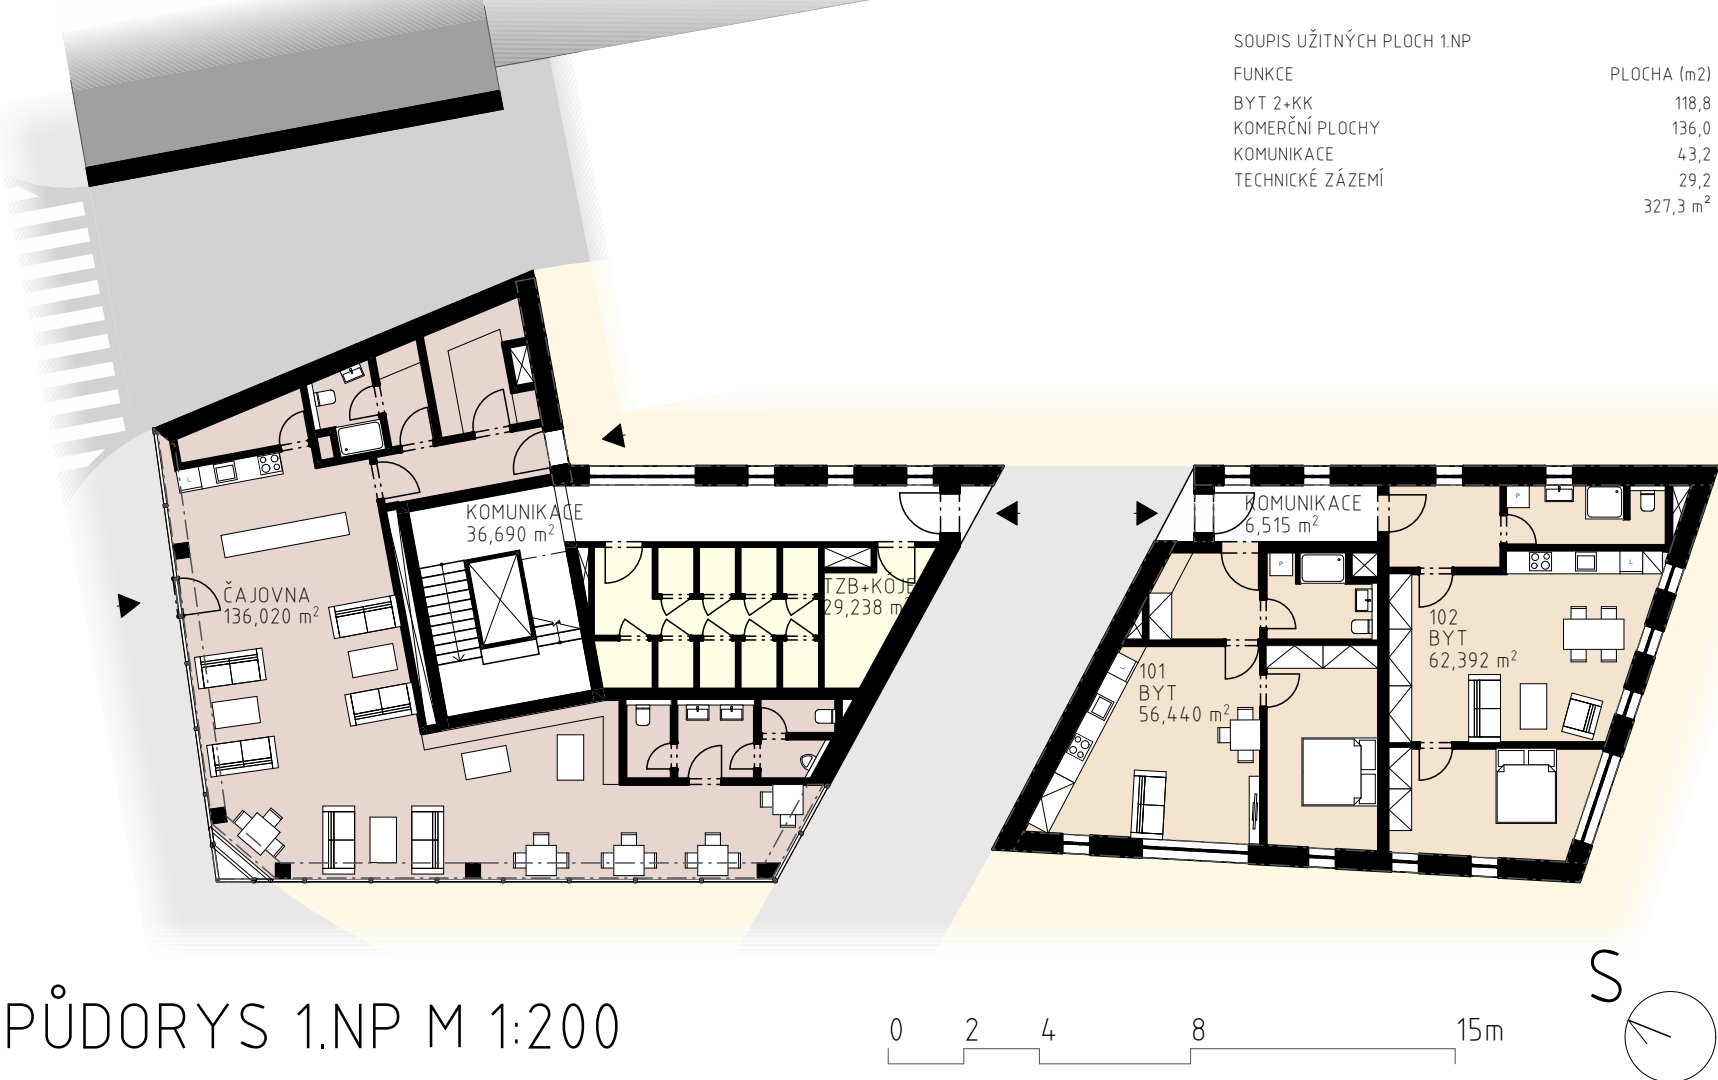 SOUPIS UŽITNÝCH PLOCH 1.NP
FUNKCE PLOCHA (m2)
BYT 2+KK 118,8
KOMERČNÍ PLOCHY 136,0
KOMUNIKACE 43,2
TECHNICKÉ ZÁZEMÍ 29,2
327,3 m²
KOMUNIKACE
36,690 m²
KOMUNIKACE
6,515 m²
ČAJOVNA
136,020 m²
TZB+KÓJE
29,238 m²
101
BYT
56,440 m²
102
BYT
62,392 m²
L
P
P
L
L
S
PŮDORYS 1.NP M 1:200
0 2 4 8 15m